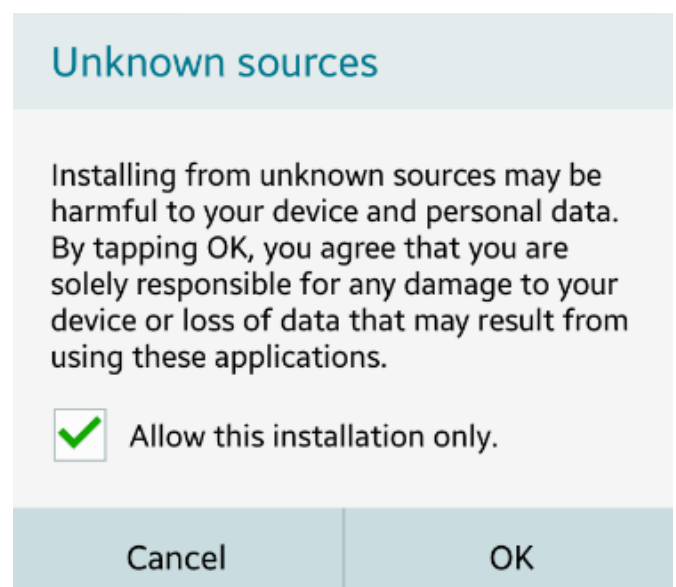 Unknown sources
Installing from unknown sources may be
harmful to your device and personal data.
By tapping OK, you agree that you are
solely responsible for any damage to your
device or loss of data that may result from
using these applications.
Allow this installation only.
Cancel
OK